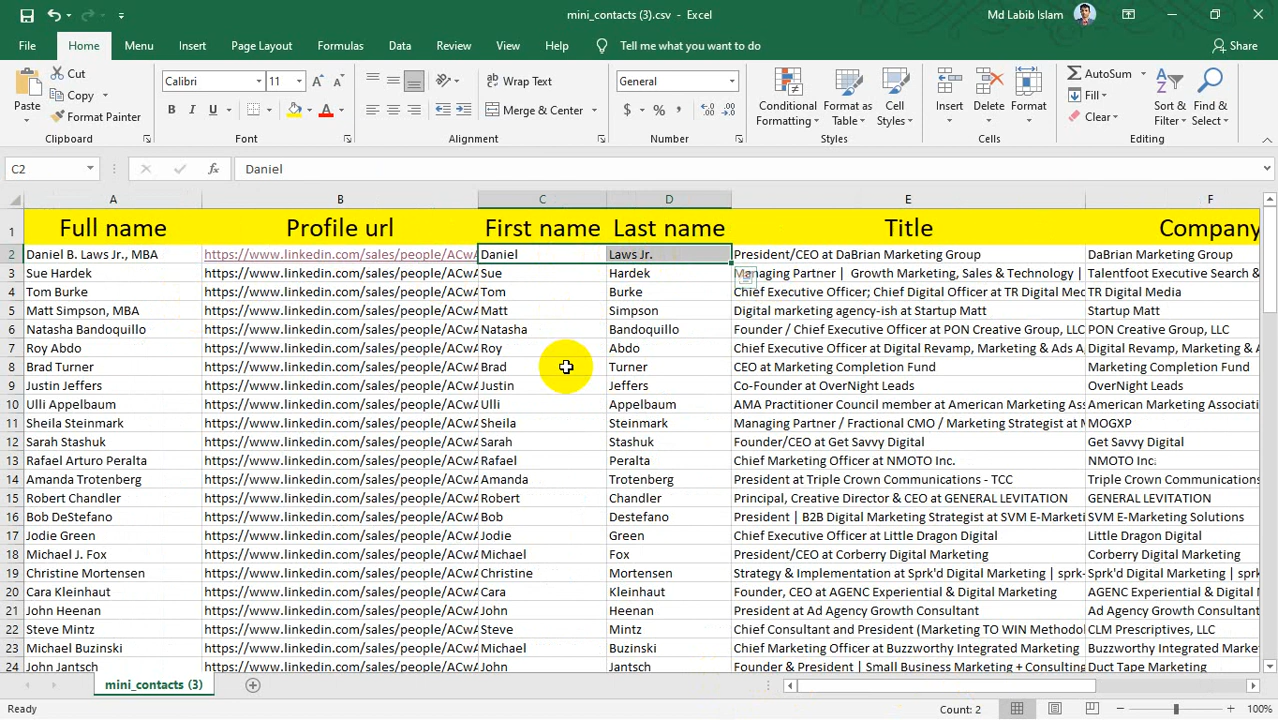 mini_contacts (3).csv - Excel
Md Labib Islam
File Home Menu Insert Page Layout Formulas Data Review View Help Tell me what you want to do Share
Paste
Cut
Copy
Format Painter
Calibri 11
B I U
Wrap Text
Merge & Center
General
$ % ,
Conditional Formatting
Format as Table
Cell Styles
Insert Delete Format
AutoSum
Fill
Clear
Sort & Filter
Find & Select
Clipboard Font Alignment Number Styles Cells Editing
C2 fx Daniel
A B C D E F
1 Full name Profile url First name Last name Title Company
2 Daniel B. Laws Jr., MBA https://www.linkedin.com/sales/people/ACwA Daniel Laws Jr. President/CEO at DaBrian Marketing Group DaBrian Marketing Group
3 Sue Hardek https://www.linkedin.com/sales/people/ACwA Sue Hardek Managing Partner | Growth Marketing, Sales & Technology | Talentfoot Executive Search &
4 Tom Burke https://www.linkedin.com/sales/people/ACwA Tom Burke Chief Executive Officer; Chief Digital Officer at TR Digital Mec TR Digital Media
5 Matt Simpson, MBA https://www.linkedin.com/sales/people/ACwA Matt Simpson Digital marketing agency-ish at Startup Matt Startup Matt
6 Natasha Bandoquillo https://www.linkedin.com/sales/people/ACwA Natasha Bandoquillo Founder / Chief Executive Officer at PON Creative Group, LLC PON Creative Group, LLC
7 Roy Abdo https://www.linkedin.com/sales/people/ACwA Roy Abdo Chief Executive Officer at Digital Revamp, Marketing & Ads A Digital Revamp, Marketing & A
8 Brad Turner https://www.linkedin.com/sales/people/ACwA Brad Turner CEO at Marketing Completion Fund Marketing Completion Fund
9 Justin Jeffers https://www.linkedin.com/sales/people/ACwA Justin Jeffers Co-Founder at OverNight Leads OverNight Leads
10 Ulli Appelbaum https://www.linkedin.com/sales/people/ACwA Ulli Appelbaum AMA Practitioner Council member at American Marketing Ass American Marketing Associati
11 Sheila Steinmark https://www.linkedin.com/sales/people/ACwA Sheila Steinmark Managing Partner / Fractional CMO / Marketing Strategist at M MOGXP
12 Sarah Stashuk https://www.linkedin.com/sales/people/ACwA Sarah Stashuk Founder/CEO at Get Savvy Digital Get Savvy Digital
13 Rafael Arturo Peralta https://www.linkedin.com/sales/people/ACwA Rafael Peralta Chief Marketing Officer at NMOTO Inc. NMOTO Inc.
14 Amanda Trotenberg https://www.linkedin.com/sales/people/ACwA Amanda Trotenberg President at Triple Crown Communications - TCC Triple Crown Communications
15 Robert Chandler https://www.linkedin.com/sales/people/ACwA Robert Chandler Principal, Creative Director & CEO at GENERAL LEVITATION GENERAL LEVITATION
16 Bob DeStefano https://www.linkedin.com/sales/people/ACwA Bob Destefano President | B2B Digital Marketing Strategist at SVM E-Market SVM E-Marketing Solutions
17 Jodie Green https://www.linkedin.com/sales/people/ACwA Jodie Green Chief Executive Officer at Little Dragon Digital Little Dragon Digital
18 Michael J. Fox https://www.linkedin.com/sales/people/ACwA Michael Fox President/CEO at Corberry Digital Marketing Corberry Digital Marketing
19 Christine Mortensen https://www.linkedin.com/sales/people/ACwA Christine Mortensen Strategy & Implementation at Sprk'd Digital Marketing | sprk Sprk'd Digital Marketing | sprk
20 Cara Kleinhaut https://www.linkedin.com/sales/people/ACwA Cara Kleinhaut Founder, CEO at AGENC Experiential & Digital Marketing AGENC Experiential & Digital M
21 John Heenan https://www.linkedin.com/sales/people/ACwA John Heenan President at Ad Agency Growth Consultant Ad Agency Growth Consultant
22 Steve Mintz https://www.linkedin.com/sales/people/ACwA Steve Mintz Chief Consultant and President (Marketing TO WIN Methodol CLM Prescriptives, LLC
23 Michael Buzinski https://www.linkedin.com/sales/people/ACwA Michael Buzinski Chief Marketing Officer at Buzzworthy Integrated Marketing Buzzworthy Integrated Market
24 John Jantsch https://www.linkedin.com/sales/people/ACwA John Jantsch Founder & President | Small Business Marketing + Consulting Duct Tape Marketing
mini_contacts (3)
Ready Count: 2 100%